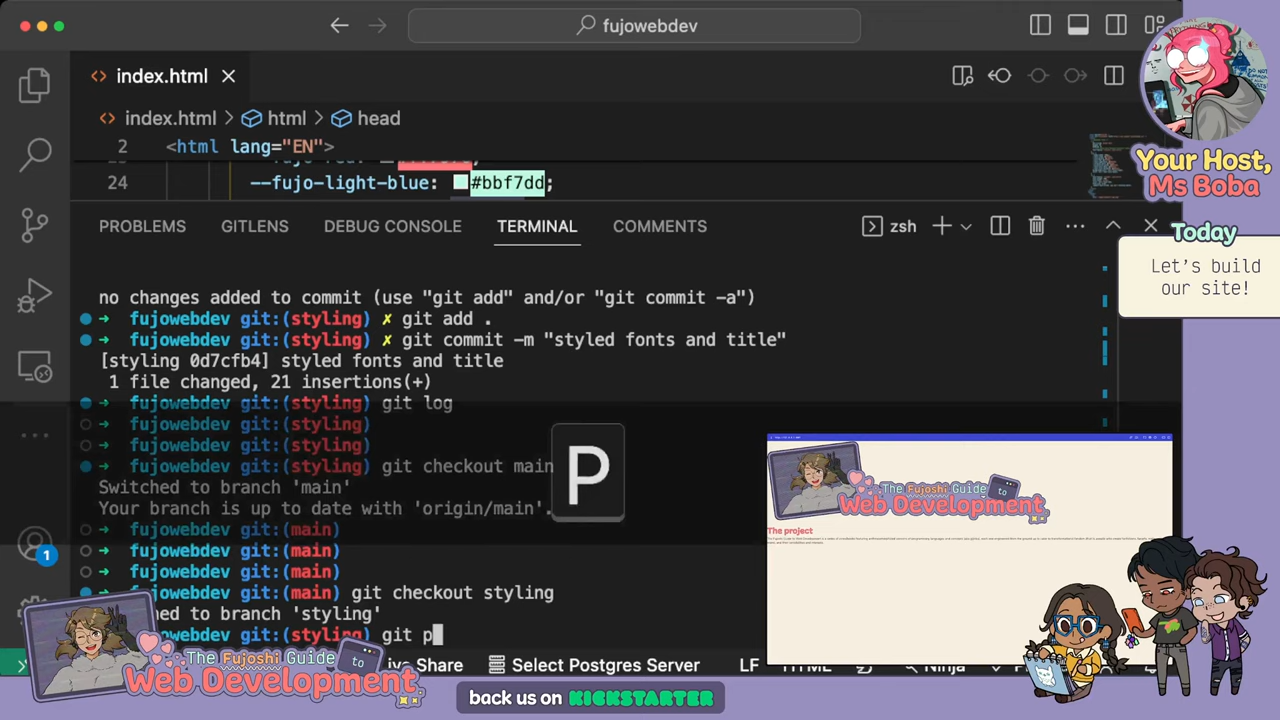 fujowebdev
index.html
index.html > html > head
2 <html lang="EN">
24 --fujo-light-blue: #bbf7dd;
PROBLEMS GITLENS DEBUG CONSOLE TERMINAL COMMENTS zsh
no changes added to commit (use "git add" and/or "git commit -a")
→ fujowebdev git:(styling) ✗ git add .
→ fujowebdev git:(styling) ✗ git commit -m "styled fonts and title"
[styling 0d7cfb4] styled fonts and title
1 file changed, 21 insertions(+)
→ fujowebdev git:(styling) git log
→ fujowebdev git:(styling)
→ fujowebdev git:(styling)
→ fujowebdev git:(styling) git checkout main
Switched to branch 'main'
Your branch is up to date with 'origin/main'.
→ fujowebdev git:(main)
→ fujowebdev git:(main)
→ fujowebdev git:(main)
→ fujowebdev git:(main) git checkout styling
to branch 'styling'
fujowebdev git:(styling) git p
P
1
Share Select Postgres Server LF HTML Ninja
Your Host,
Ms Boba
Today
Let's build
our site!
The Fujoshi Guide to
Web Development
The project
The Fujoshi Guide to
Web Development
back us on KICKSTARTER